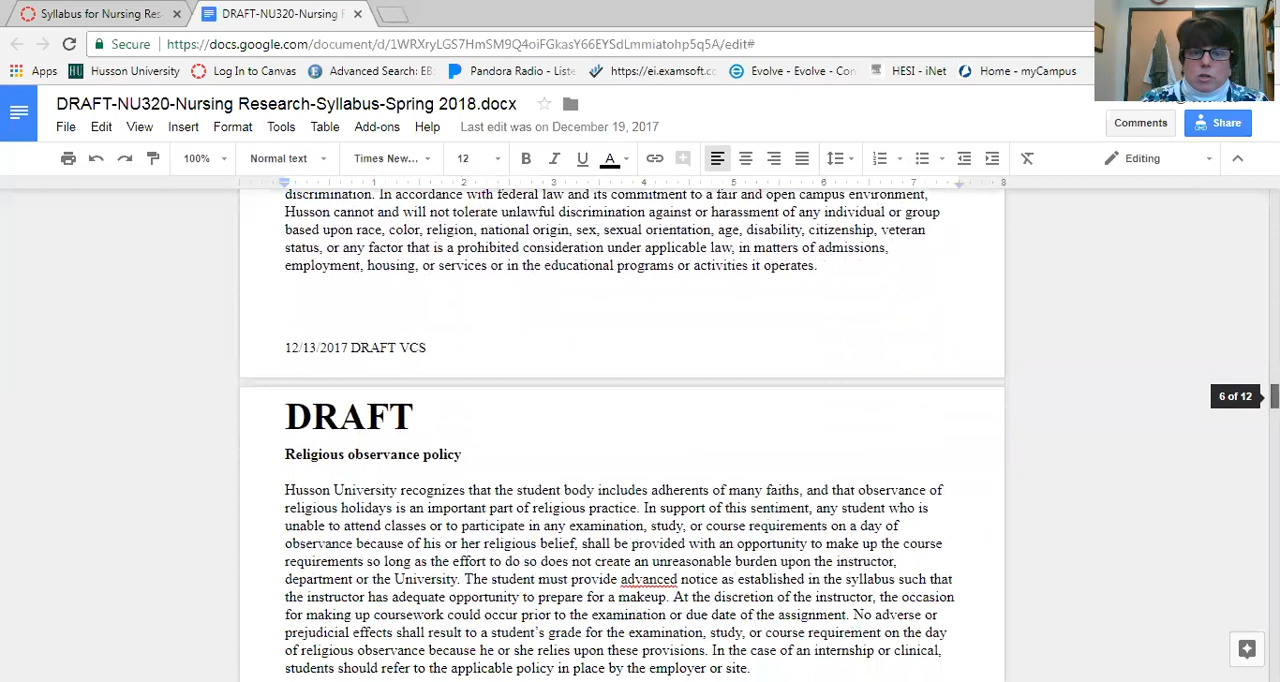 Syllabus for Nursing Res
DRAFT-NU320-Nursing R
Secure
https://docs.google.com/document/d/1WRXryLGS7HmSM9Q4oiFGkasY66EYSdLmmiatohp5q5A/edit#
Apps
Husson University
Log In to Canvas
Advanced Search: EB
Pandora Radio - Liste
https://ei.examsoft.cc
Evolve - Evolve - Con
HESI - iNet
Home - myCampus
DRAFT-NU320-Nursing Research-Syllabus-Spring 2018.docx
Comments
Share
File Edit View Insert Format Tools Table Add-ons Help Last edit was on December 19, 2017
100% Normal text Times New... 12 B I U A Editing
1 2 3 4 5 6 7 8
discrimination. In accordance with federal law and its commitment to a fair and open campus environment,
Husson cannot and will not tolerate unlawful discrimination against or harassment of any individual or group
based upon race, color, religion, national origin, sex, sexual orientation, age, disability, citizenship, veteran
status, or any factor that is a prohibited consideration under applicable law, in matters of admissions,
employment, housing, or services or in the educational programs or activities it operates.
12/13/2017 DRAFT VCS
6 of 12
DRAFT
Religious observance policy
Husson University recognizes that the student body includes adherents of many faiths, and that observance of
religious holidays is an important part of religious practice. In support of this sentiment, any student who is
unable to attend classes or to participate in any examination, study, or course requirements on a day of
observance because of his or her religious belief, shall be provided with an opportunity to make up the course
requirements so long as the effort to do so does not create an unreasonable burden upon the instructor,
department or the University. The student must provide advanced notice as established in the syllabus such that
the instructor has adequate opportunity to prepare for a makeup. At the discretion of the instructor, the occasion
for making up coursework could occur prior to the examination or due date of the assignment. No adverse or
prejudicial effects shall result to a student's grade for the examination, study, or course requirement on the day
of religious observance because he or she relies upon these provisions. In the case of an internship or clinical,
students should refer to the applicable policy in place by the employer or site.